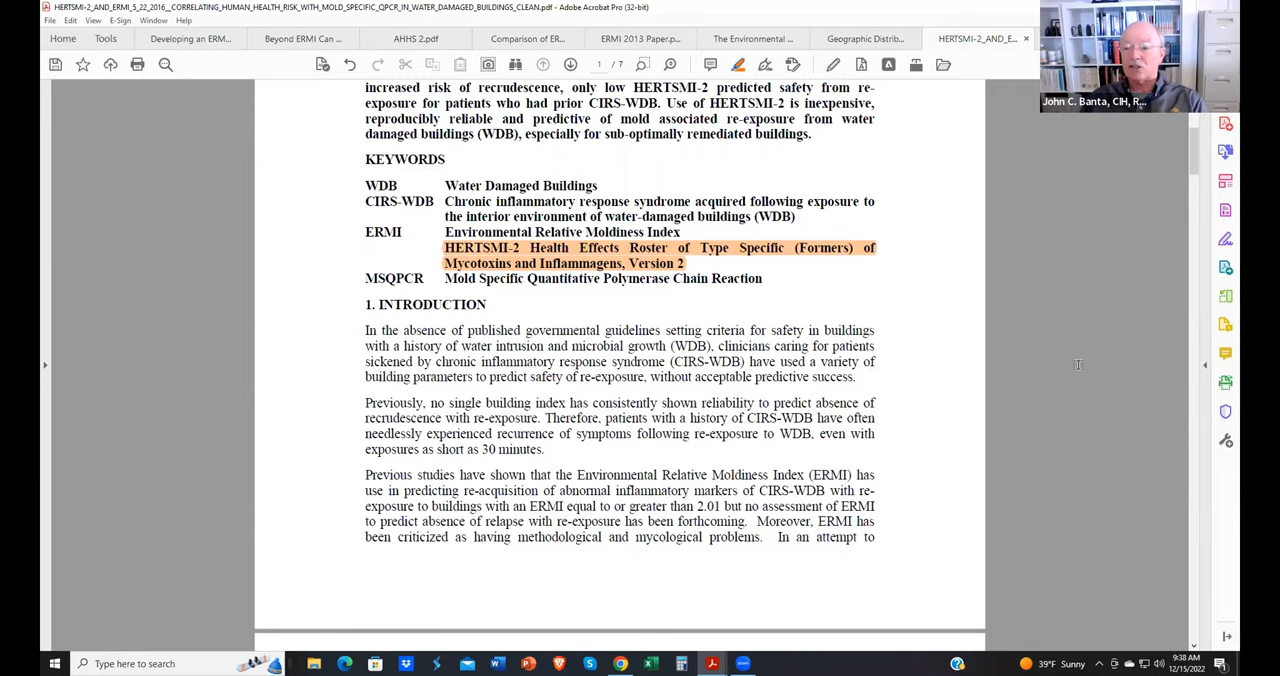 HERTSMI-2_AND_ERMI_5_22_2016__CORRELATING_HUMAN_HEALTH_RISK_WITH_MOLD_SPECIFIC_QPCR_IN_WATER_DAMAGED_BUILDINGS_CLEAN.pdf - Adobe Acrobat Pro (32-bit)
File Edit View E-Sign Window Help
Home Tools Developing an ERM... Beyond ERMI Can ... AHHS 2.pdf Comparison of ER... ERMI 2013 Paper.p... The Environmental ... Geographic Distrib... HERTSMI-2_AND_E... ×
1 / 7
John C. Banta, CIH, R...
increased risk of recrudescence, only low HERTSMI-2 predicted safety from re-
exposure for patients who had prior CIRS-WDB. Use of HERTSMI-2 is inexpensive,
reproducibly reliable and predictive of mold associated re-exposure from water
damaged buildings (WDB), especially for sub-optimally remediated buildings.
KEYWORDS
WDB Water Damaged Buildings
CIRS-WDB Chronic inflammatory response syndrome acquired following exposure to
the interior environment of water-damaged buildings (WDB)
ERMI Environmental Relative Moldiness Index
HERTSMI-2 Health Effects Roster of Type Specific (Formers) of
Mycotoxins and Inflammagens, Version 2
MSQPCR Mold Specific Quantitative Polymerase Chain Reaction
1. INTRODUCTION
In the absence of published governmental guidelines setting criteria for safety in buildings
with a history of water intrusion and microbial growth (WDB), clinicians caring for patients
sickened by chronic inflammatory response syndrome (CIRS-WDB) have used a variety of
building parameters to predict safety of re-exposure, without acceptable predictive success.
Previously, no single building index has consistently shown reliability to predict absence of
recrudescence with re-exposure. Therefore, patients with a history of CIRS-WDB have often
needlessly experienced recurrence of symptoms following re-exposure to WDB, even with
exposures as short as 30 minutes.
Previous studies have shown that the Environmental Relative Moldiness Index (ERMI) has
use in predicting re-acquisition of abnormal inflammatory markers of CIRS-WDB with re-
exposure to buildings with an ERMI equal to or greater than 2.01 but no assessment of ERMI
to predict absence of relapse with re-exposure has been forthcoming. Moreover, ERMI has
been criticized as having methodological and mycological problems. In an attempt to
Type here to search
39°F Sunny
9:38 AM
12/15/2022